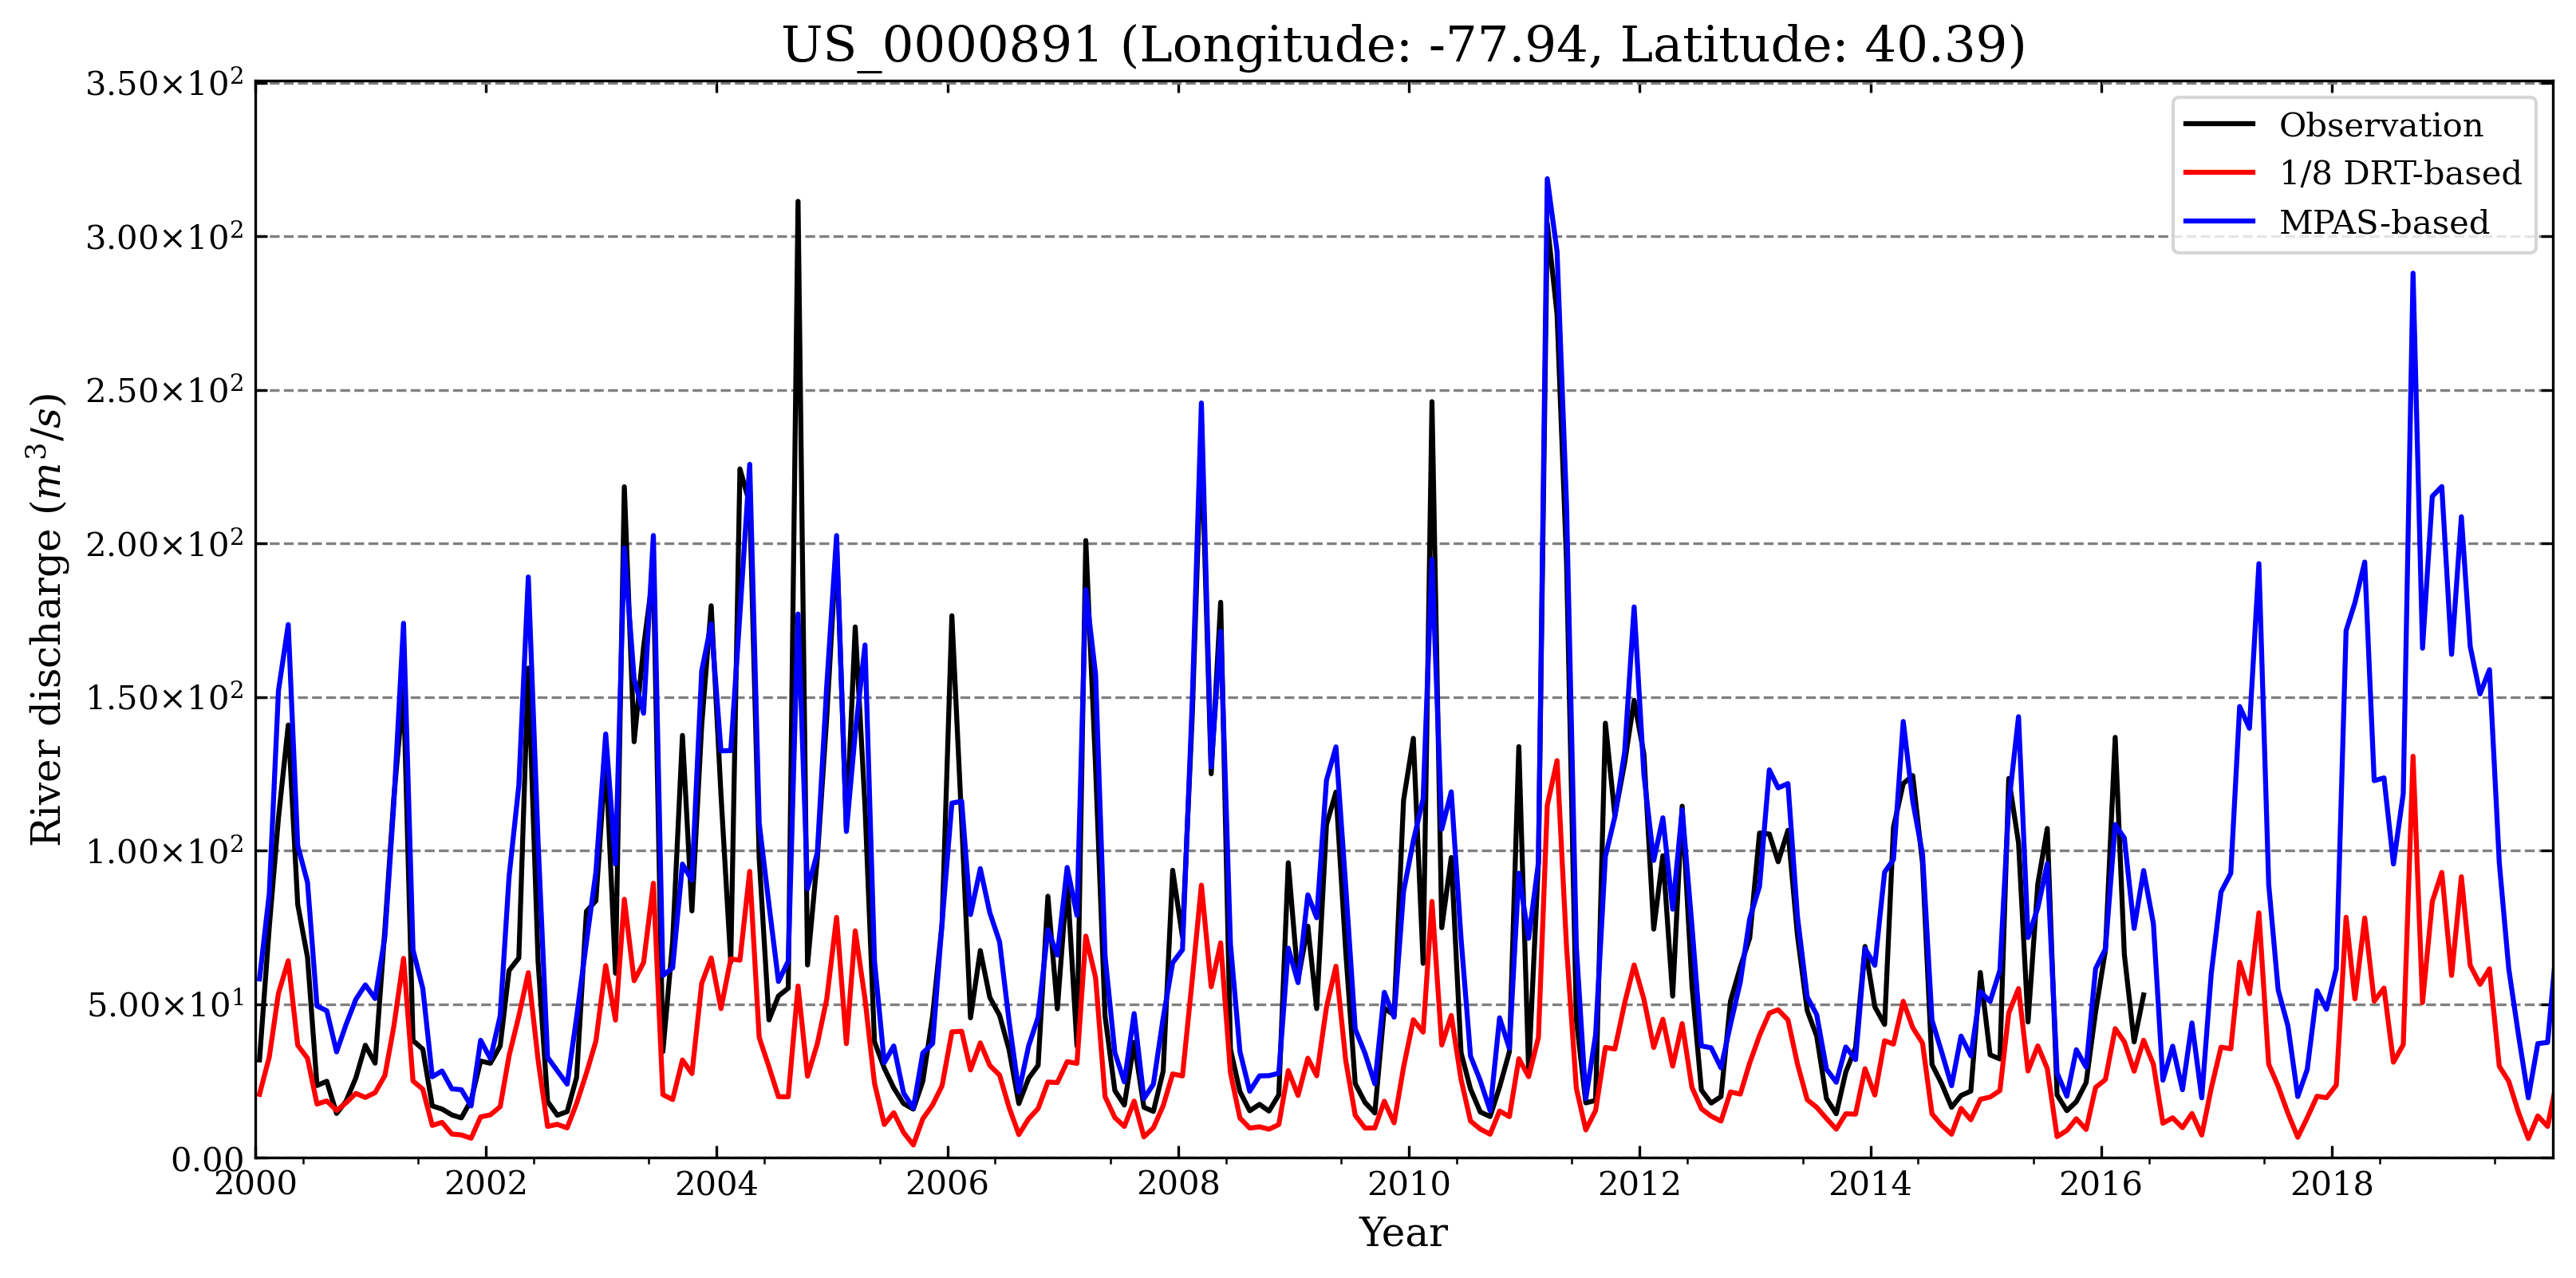 US_0000891 (Longitude: -77.94, Latitude: 40.39)
River discharge (m³/s)
3.50×10²
3.00×10²
2.50×10²
2.00×10²
1.50×10²
1.00×10²
5.00×10¹
0.00
Observation
1/8 DRT-based
MPAS-based
2000 2002 2004 2006 2008 2010 2012 2014 2016 2018
Year